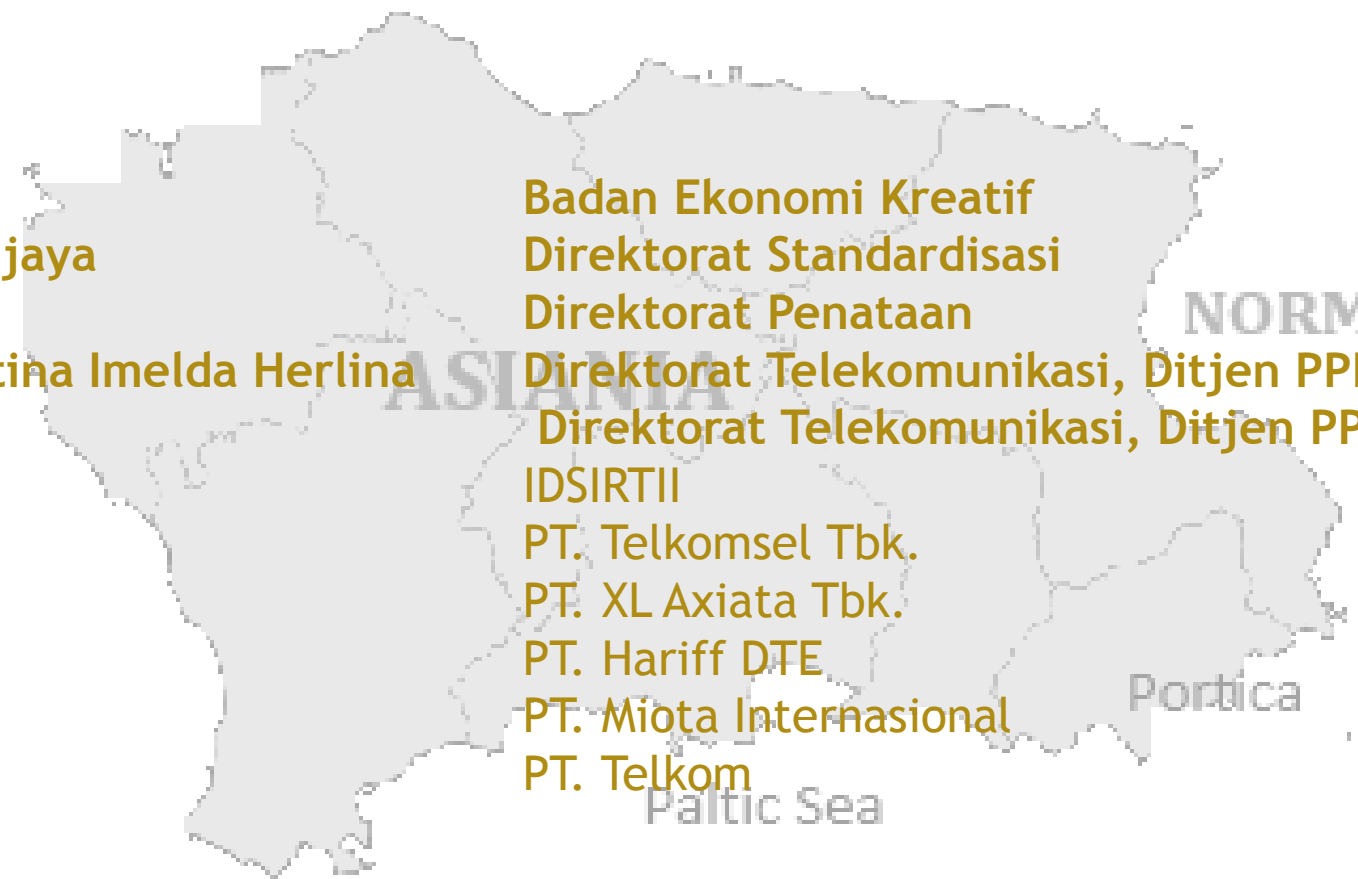 Badan Ekonomi Kreatif
jaya Direktorat Standardisasi
Direktorat Penataan
NORM
Imelda Herlina Direktorat Telekomunikasi, Ditjen
ASIANIA
Direktorat Telekomunikasi, Ditjen PP
IDSIRTII
PT. Telkomsel Tbk.
PT. XL Axiata Tbk.
PT. Hariff DTE
Portica
PT. Miota Internasional
PT. Telkom
Paltic Sea